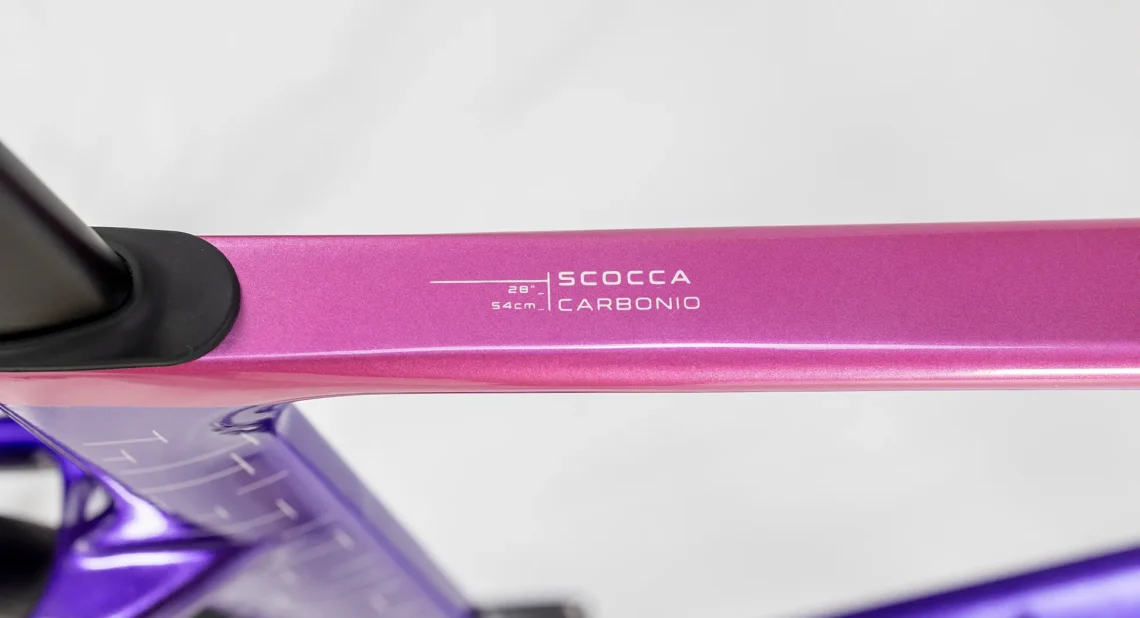 SCOCCA
28"
54cm
CARBONIO